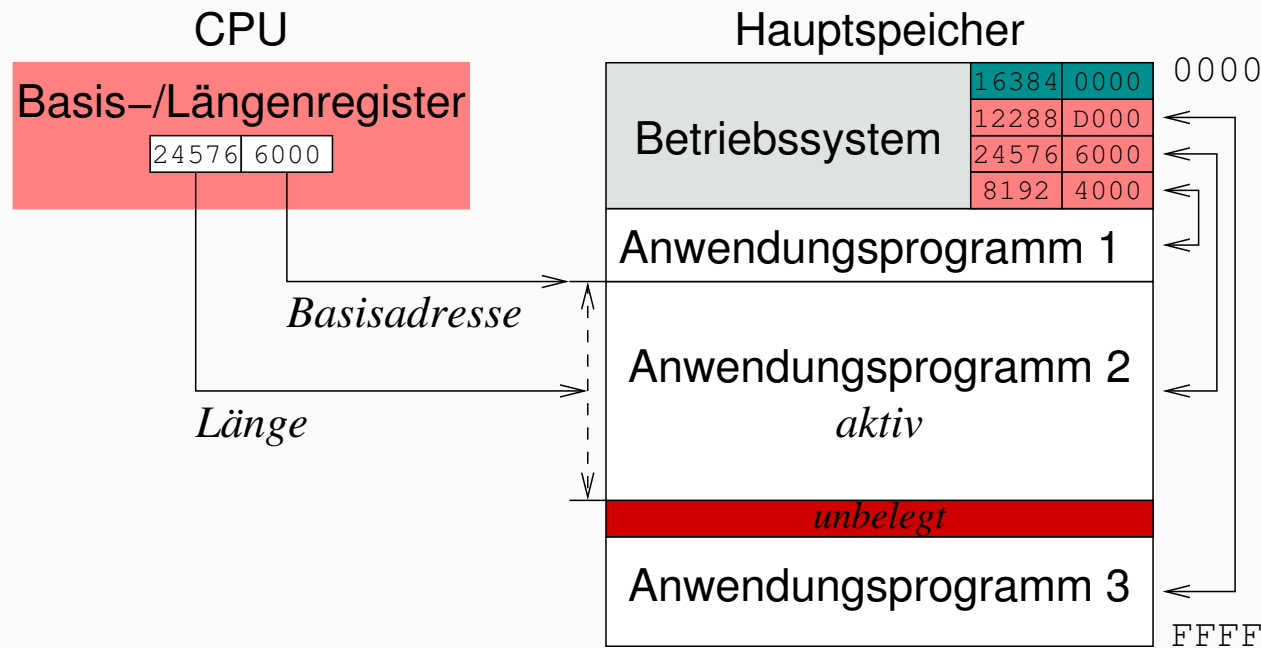 CPU
Hauptspeicher
Basis–/Längenregister
24576 6000
Basisadresse
Länge
0000
Betriebssystem
16384 0000
12288 D000
24576 6000
8192 4000
Anwendungsprogramm 1
Anwendungsprogramm 2
aktiv
unbelegt
Anwendungsprogramm 3
FFFF